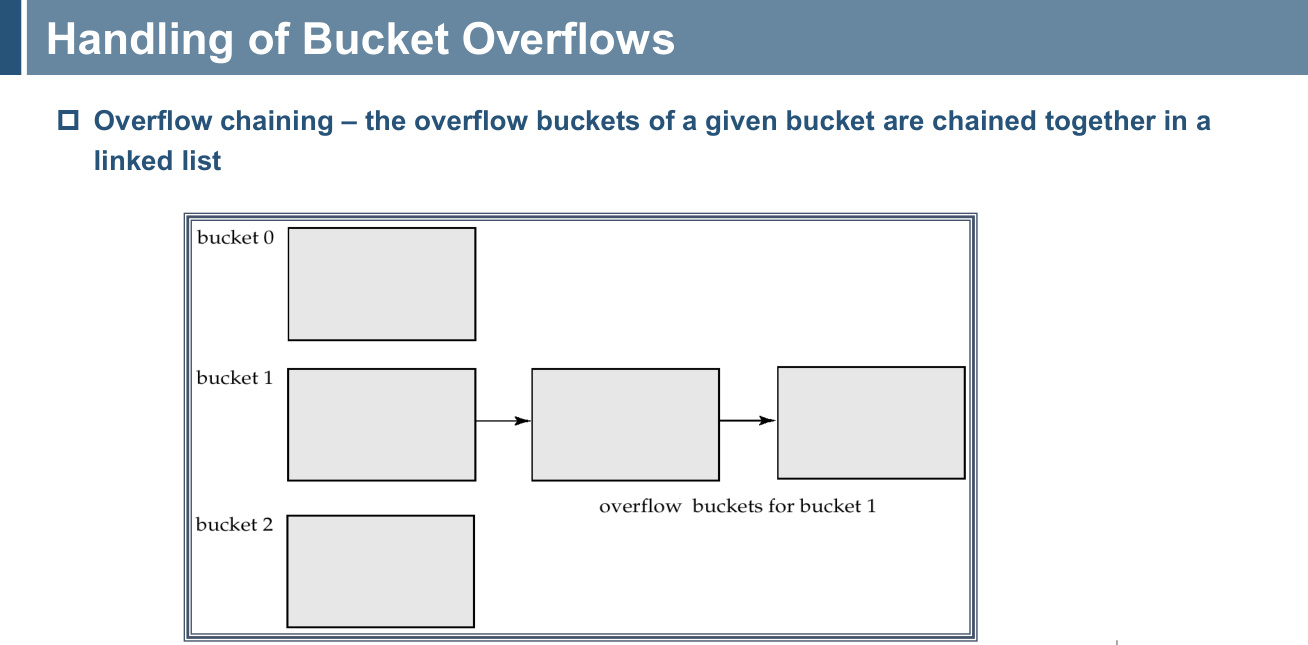 Handling of Bucket Overflows
Overflow chaining – the overflow buckets of a given bucket are chained together in a
linked list
bucket 0
bucket 1
overflow buckets for bucket 1
bucket 2